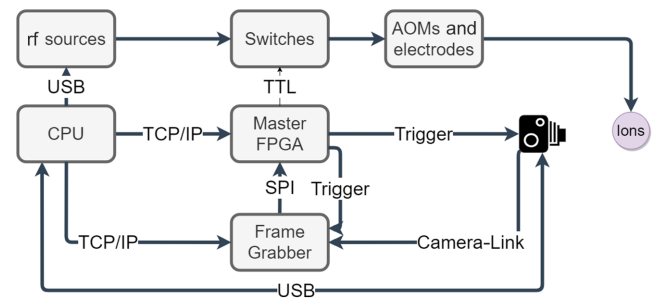 rf sources
Switches
AOMs and
electrodes
USB
TTL
CPU
TCP/IP
Master
FPGA
Trigger
Ions
SPI
Trigger
TCP/IP
Frame
Grabber
Camera-Link
USB